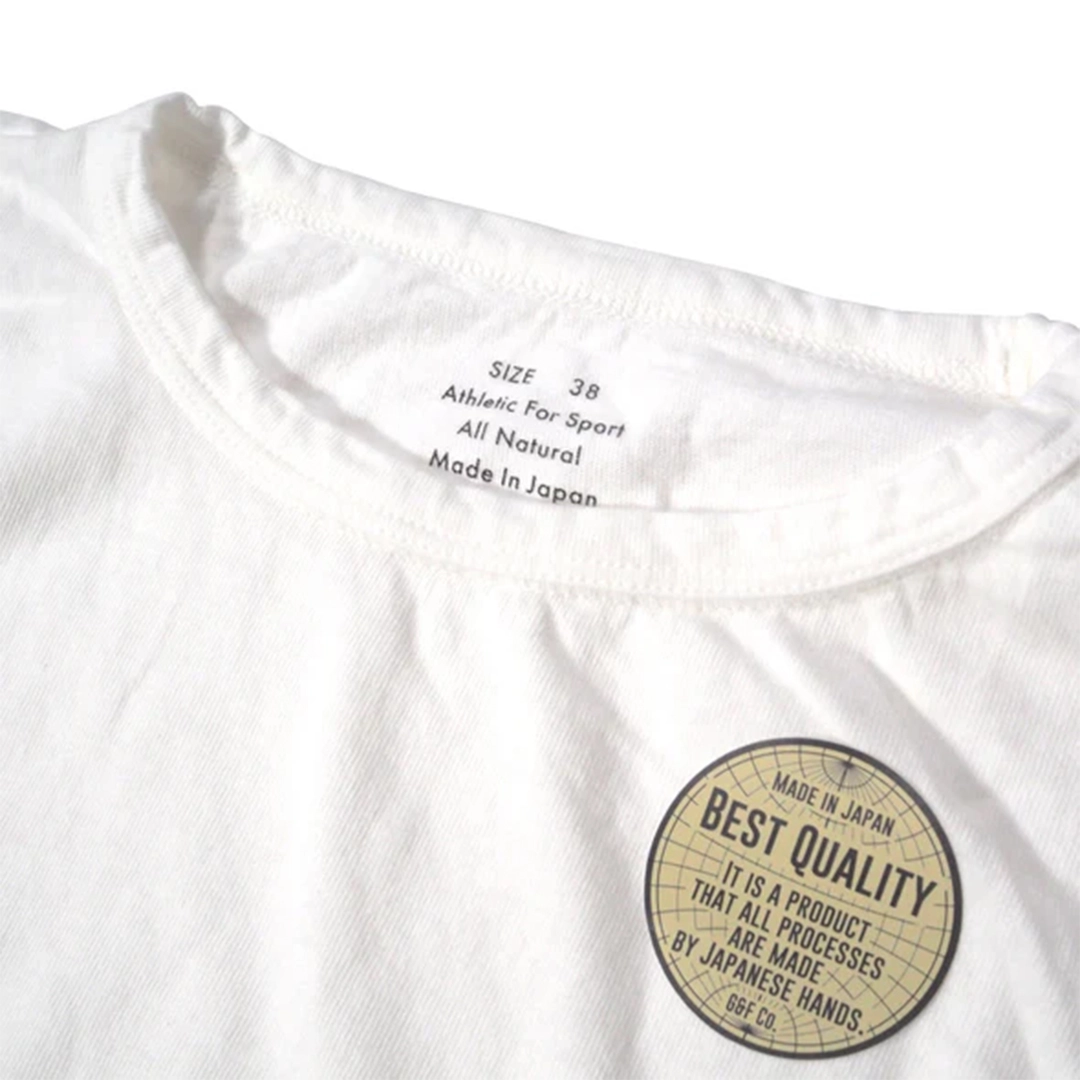 SIZE 38
Athletic For Sport
All Natural
Made In Japan
MADE IN JAPAN
BEST QUALITY
IT IS A PRODUCT
THAT ALL PROCESSES
ARE MADE
BY JAPANESE HANDS.
G&F CO.